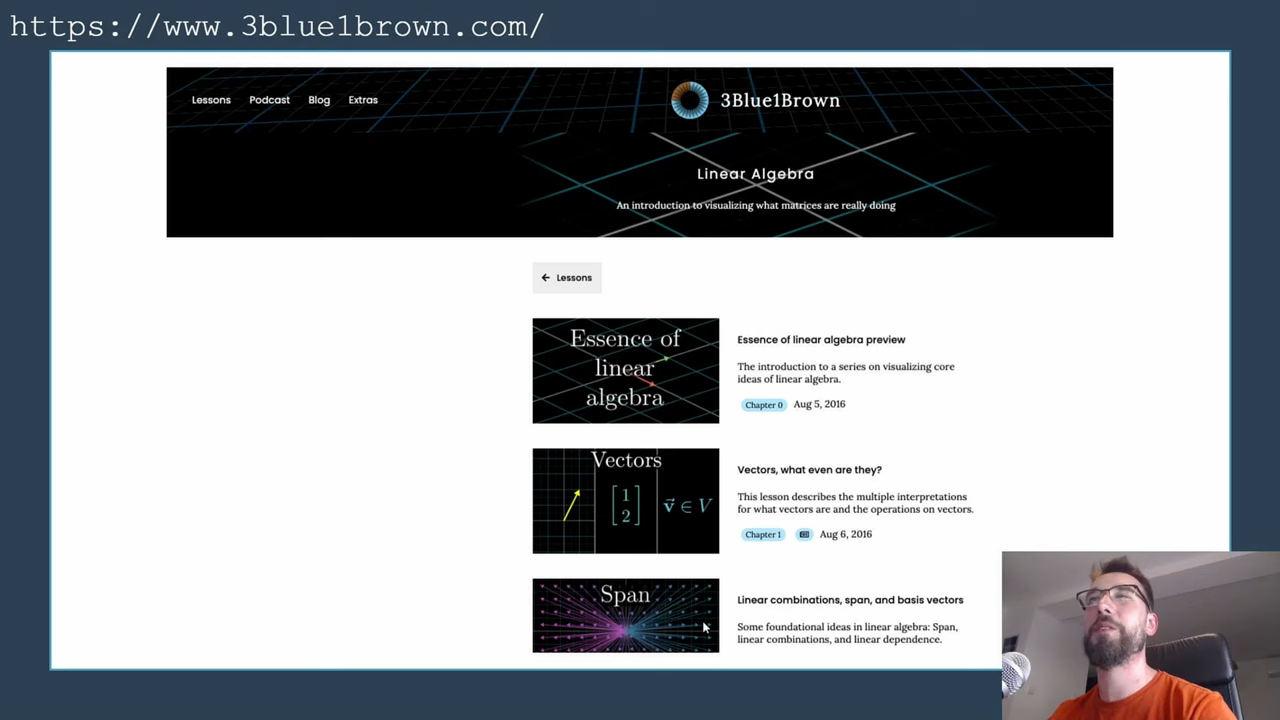 https://www.3blue1brown.com/
Lessons Podcast Blog Extras
3Blue1Brown
Linear Algebra
An introduction to visualizing what matrices are really doing
← Lessons
Essence of
linear
algebra
Essence of linear algebra preview
The introduction to a series on visualizing core
ideas of linear algebra.
Chapter 0 Aug 5, 2016
Vectors
[1
2]
v⃗ ∈ V
Vectors, what even are they?
This lesson describes the multiple interpretations
for what vectors are and the operations on vectors.
Chapter 1 Aug 6, 2016
Span
Linear combinations, span, and basis vectors
Some foundational ideas in linear algebra: Span,
linear combinations, and linear dependence.